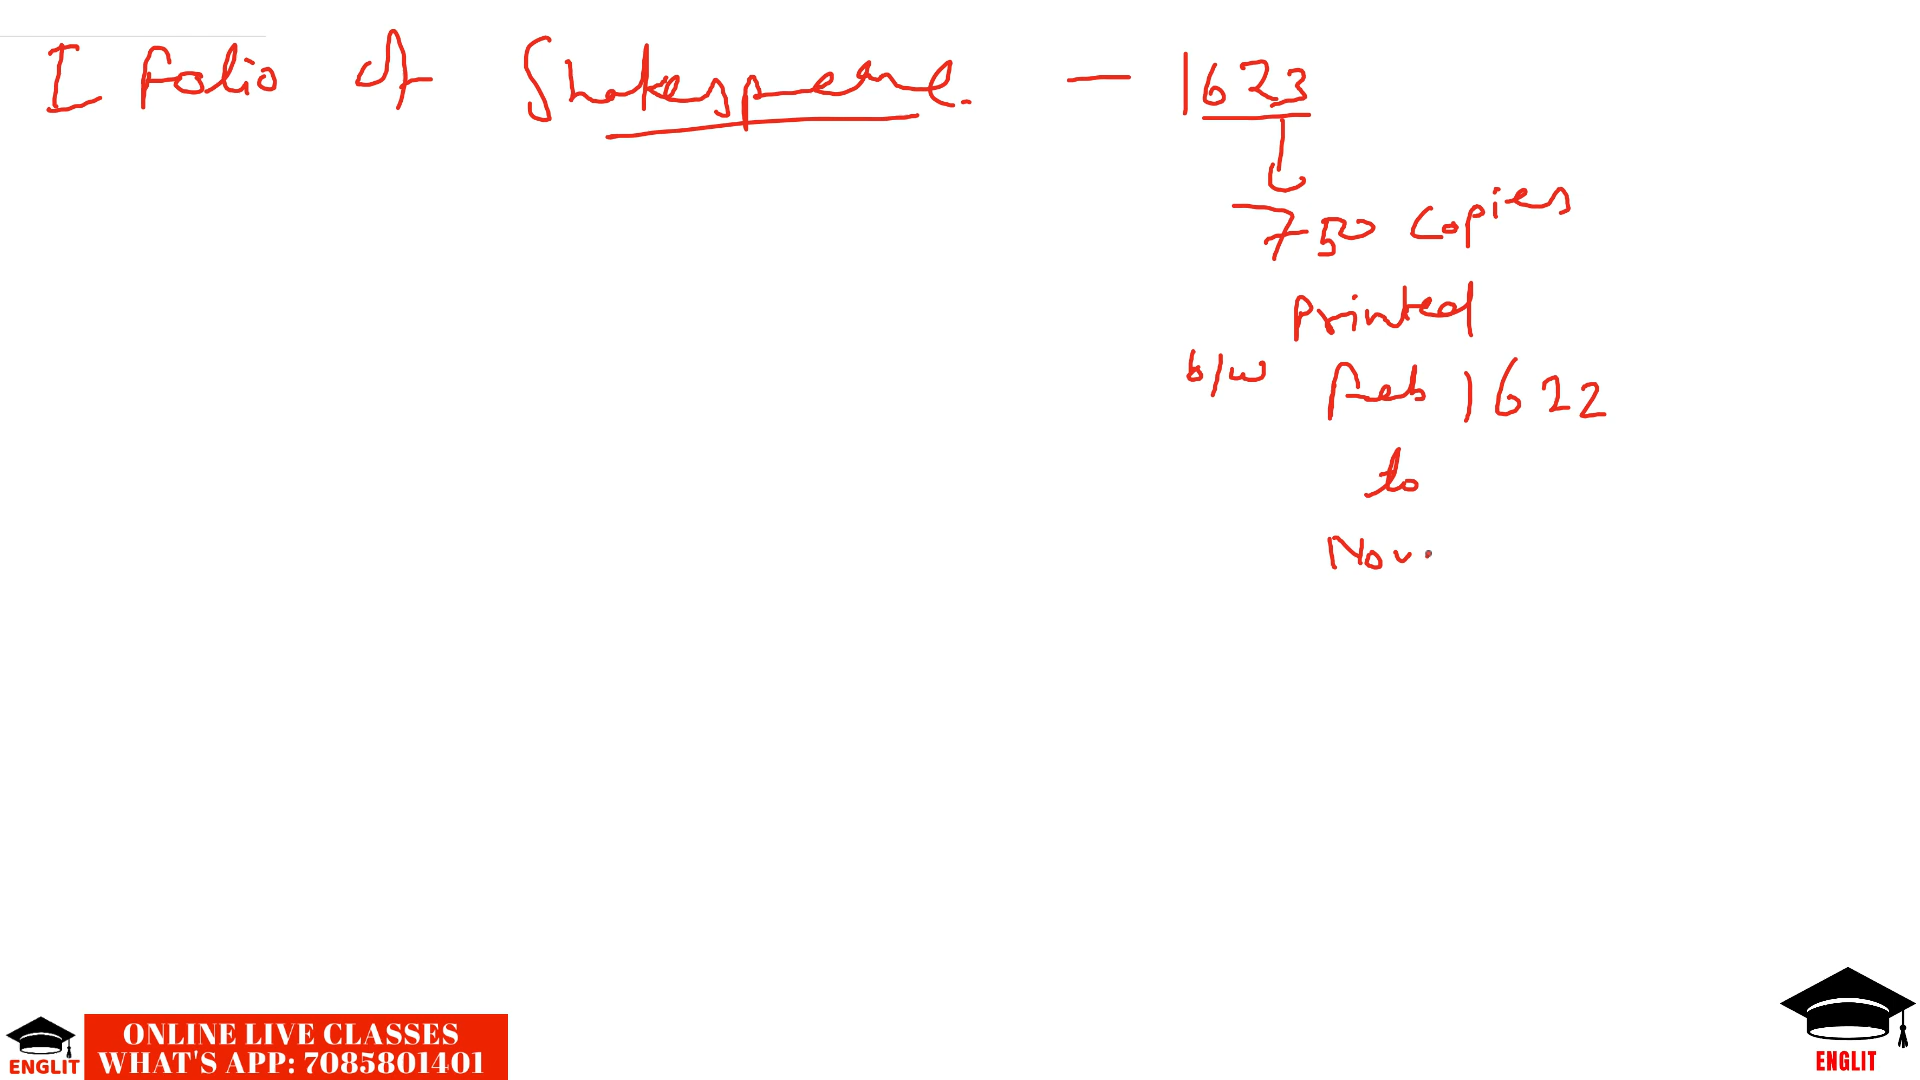 I Folio of Shakespeare. — 1623
750 Copies
Printed
b/w Feb 1622
to
Nov.
ONLINE LIVE CLASSES
WHAT'S APP: 7085801401
ENGLIT
ENGLIT